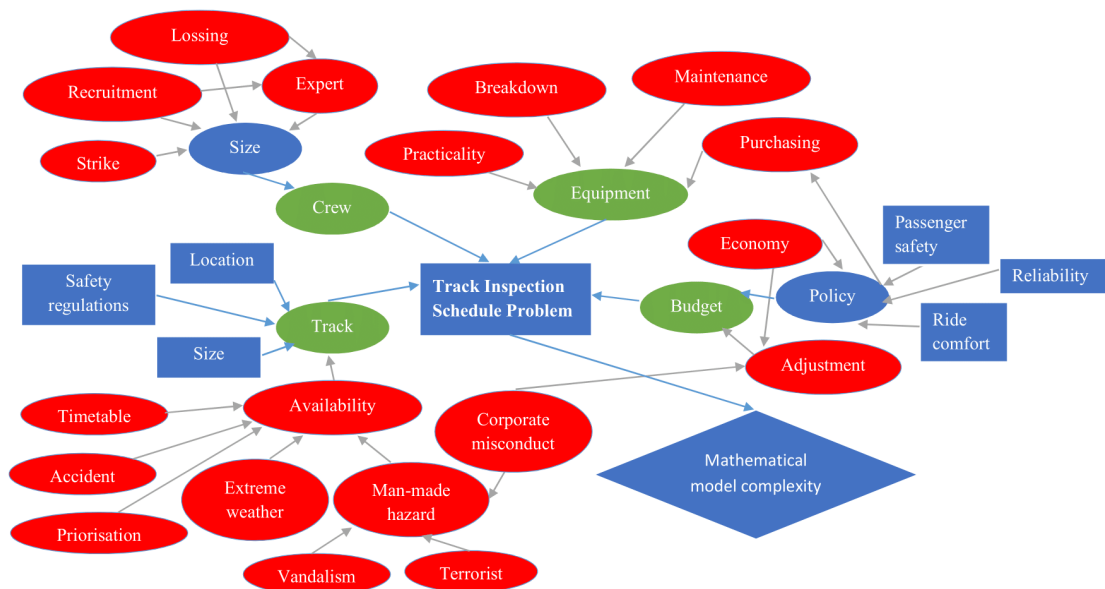 Lossing
Recruitment
Expert
Strike
Size
Crew
Breakdown
Maintenance
Practicality
Purchasing
Equipment
Location
Safety
regulations
Size
Track
Track Inspection
Schedule Problem
Economy
Budget
Policy
Passenger
safety
Reliability
Ride
comfort
Adjustment
Timetable
Availability
Accident
Priorisation
Extreme
weather
Man-made
hazard
Corporate
misconduct
Vandalism
Terrorist
Mathematical
model complexity